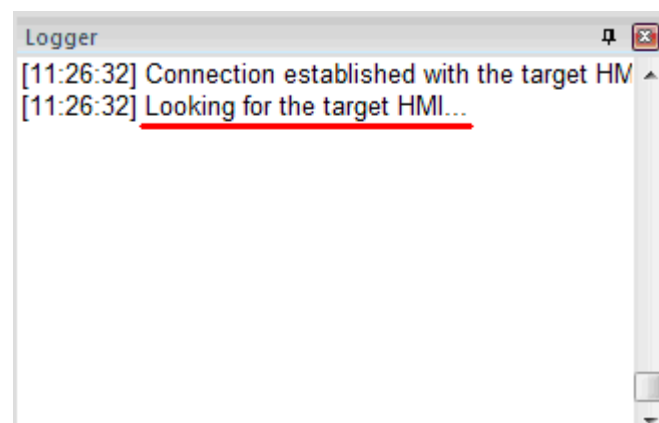 Logger
[11:26:32] Connection established with the target HM
[11:26:32] Looking for the target HMI...